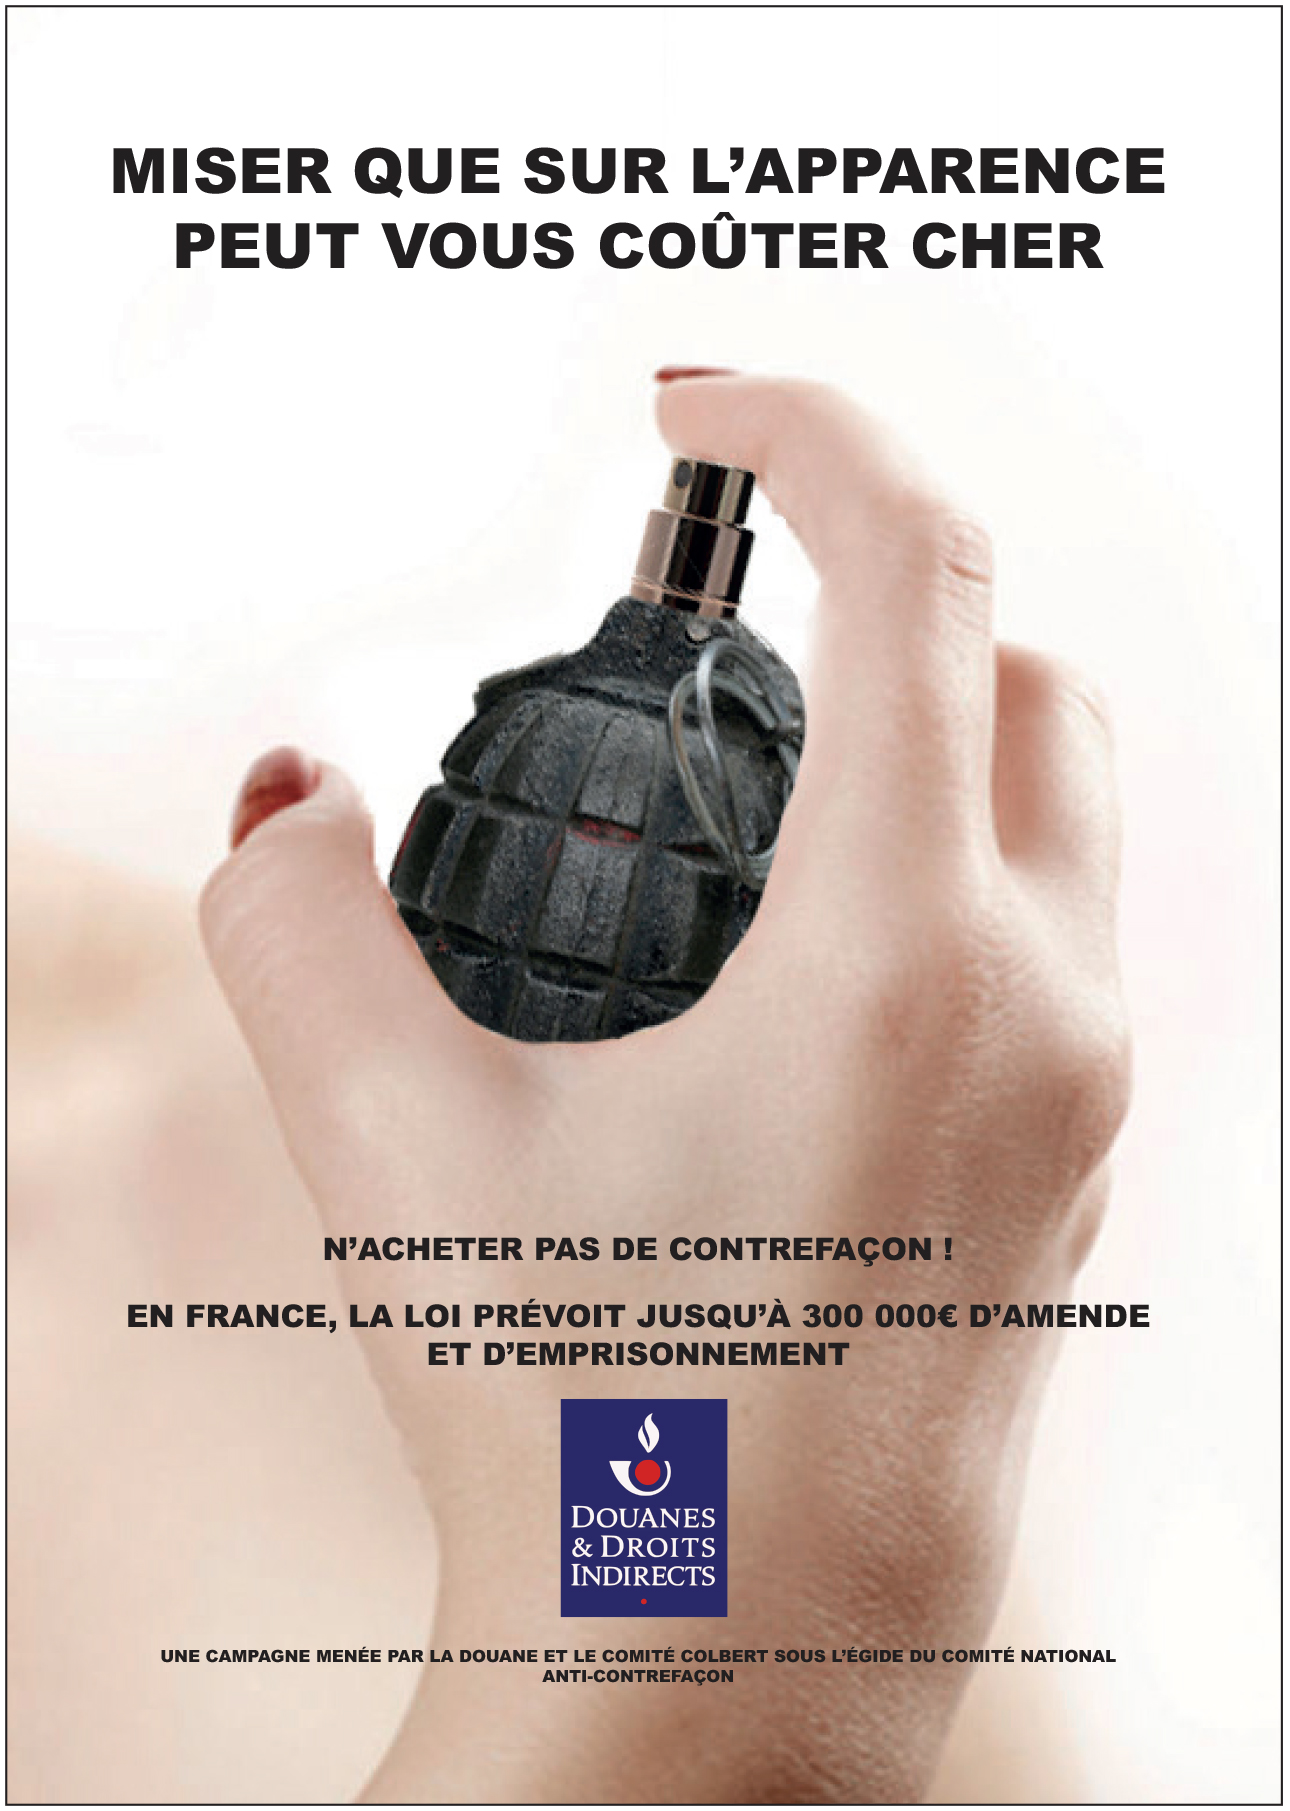 MISER QUE SUR L’APPARENCE
PEUT VOUS COÛTER CHER
N’ACHETER PAS DE CONTREFAÇON !
EN FRANCE, LA LOI PRÉVOIT JUSQU’À 300 000€ D’AMENDE
ET D’EMPRISONNEMENT
DOUANES
& DROITS
INDIRECTS
UNE CAMPAGNE MENÉE PAR LA DOUANE ET LE COMITÉ COLBERT SOUS L’ÉGIDE DU COMITÉ NATIONAL
ANTI-CONTREFAÇON